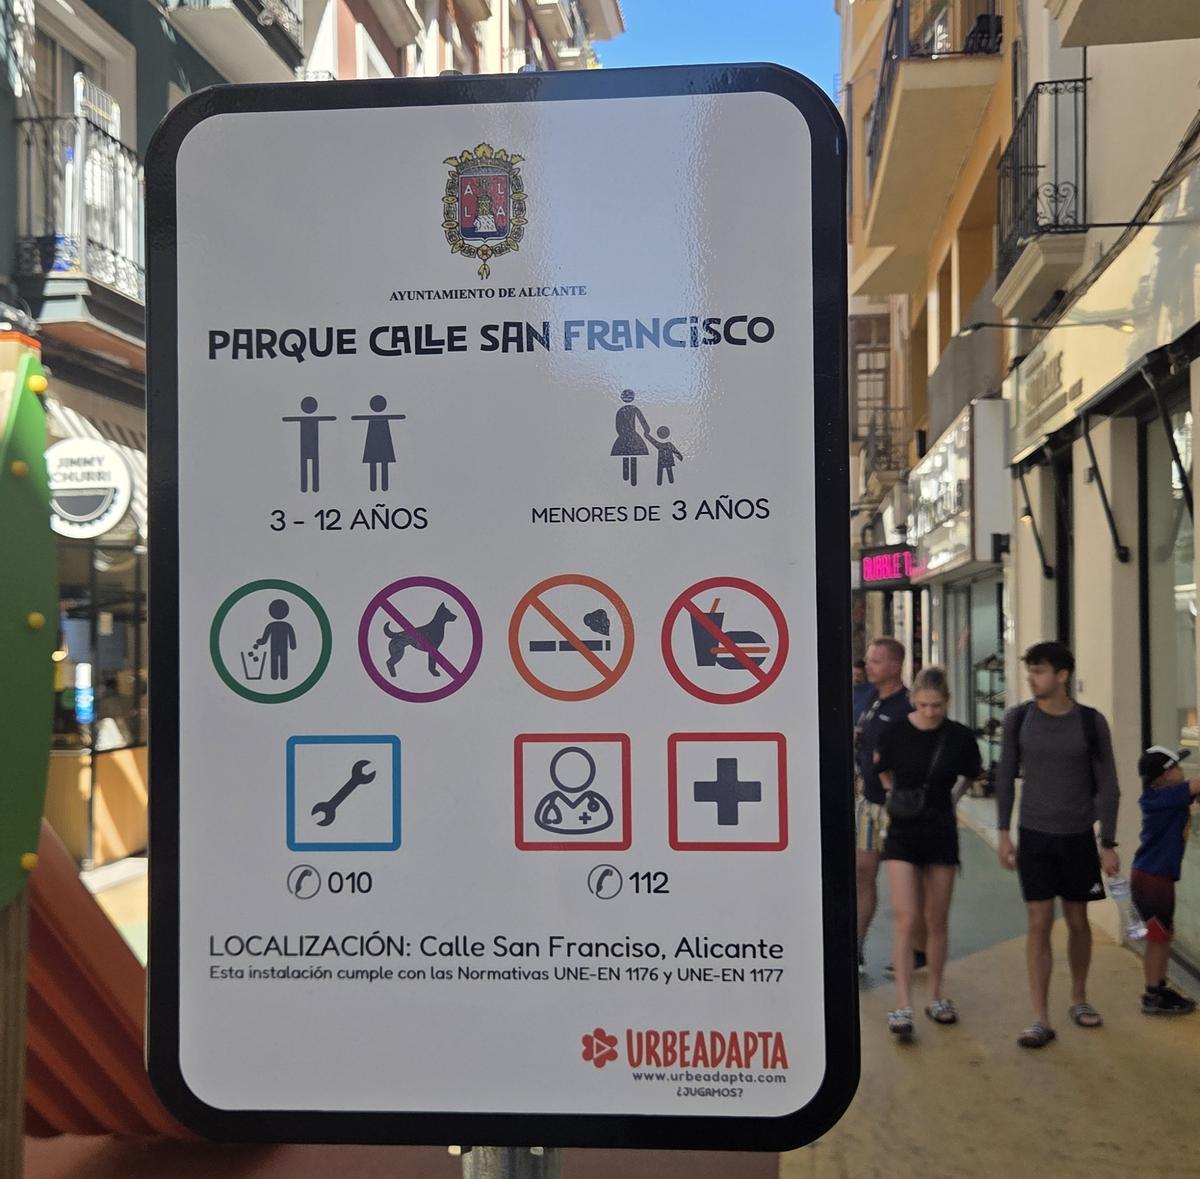 A L
L A
AYUNTAMIENTO DE ALICANTE
PARQUE CALLE SAN FRANCiSCO
3 - 12 AÑOS
MENORES DE 3 AÑOS
010
112
LOCALIZACIÓN: Calle San Franciso, Alicante
Esta instalación cumple con las Normativas UNE-EN 1176 y UNE-EN 1177
URBEADAPTA
www.urbeadapta.com
¿JUGAMOS?
JIMMY
CHURRI
BUBBLE